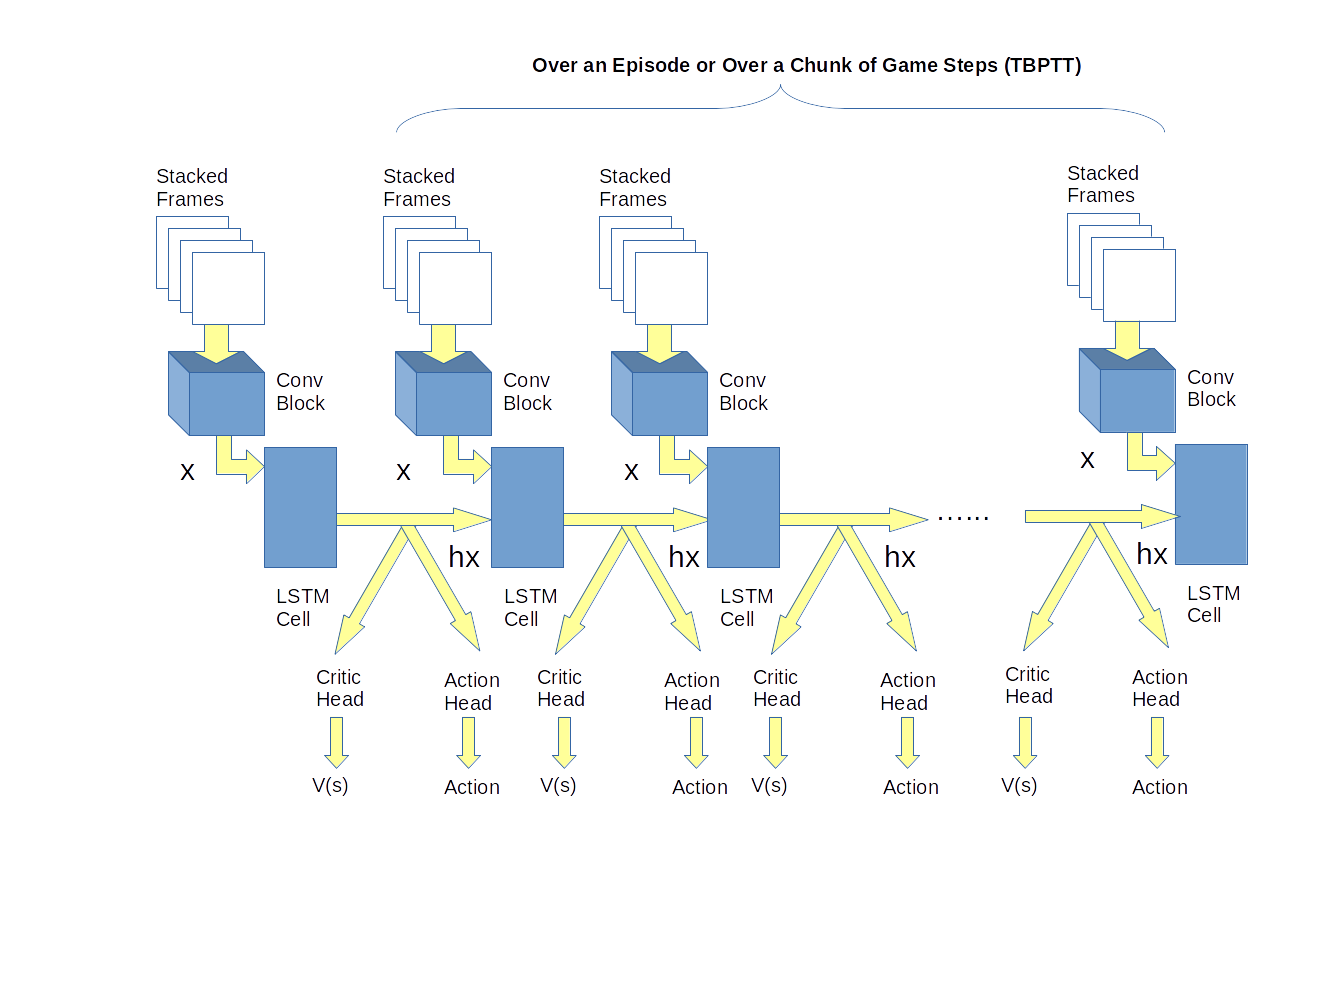 Over an Episode or Over a Chunk of Game Steps (TBPTT)
Stacked
Frames
Stacked
Frames
Stacked
Frames
Stacked
Frames
Conv
Block
Conv
Block
Conv
Block
Conv
Block
x
x
x
x
......
hx
hx
hx
hx
LSTM
Cell
LSTM
Cell
LSTM
Cell
LSTM
Cell
Critic
Head
Action
Head
Critic
Head
Action
Head
Critic
Head
Action
Head
Critic
Head
Action
Head
V(s)
Action
V(s)
Action
V(s)
Action
V(s)
Action